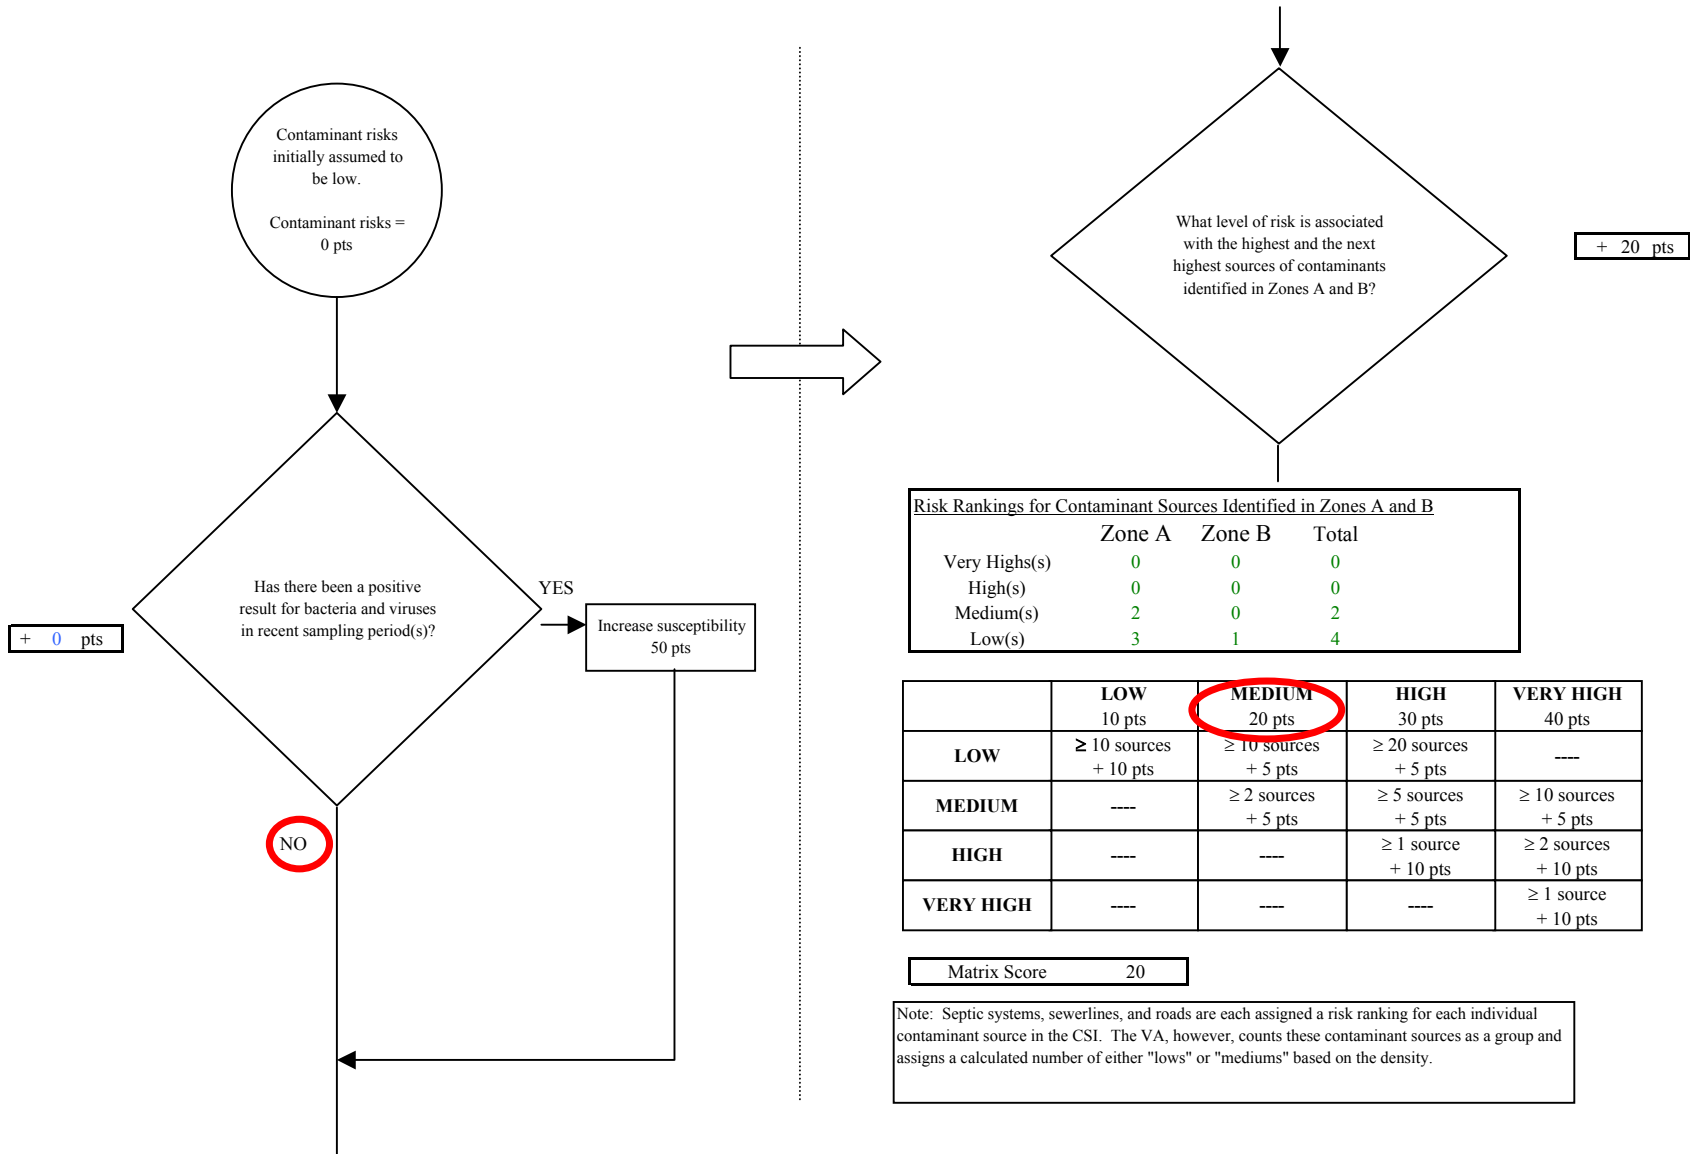 Contaminant risks
initially assumed to
be low.
Contaminant risks =
0 pts
Has there been a positive
result for bacteria and viruses
in recent sampling period(s)?
YES
+ 0 pts
Increase susceptibility
50 pts
NO
What level of risk is associated
with the highest and the next
highest sources of contaminants
identified in Zones A and B?
+ 20 pts
Risk Rankings for Contaminant Sources Identified in Zones A and B
Zone A Zone B Total
Very Highs(s) 0 0 0
High(s) 0 0 0
Medium(s) 2 0 2
Low(s) 3 1 4
LOW MEDIUM HIGH VERY HIGH
10 pts 20 pts 30 pts 40 pts
LOW ≥ 10 sources + 10 pts ≥ 10 sources + 5 pts ≥ 20 sources + 5 pts ----
MEDIUM ---- ≥ 2 sources + 5 pts ≥ 5 sources + 5 pts ≥ 10 sources + 5 pts
HIGH ---- ---- ≥ 1 source + 10 pts ≥ 2 sources + 10 pts
VERY HIGH ---- ---- ---- ≥ 1 source + 10 pts
Matrix Score 20
Note: Septic systems, sewerlines, and roads are each assigned a risk ranking for each individual
contaminant source in the CSI. The VA, however, counts these contaminant sources as a group and
assigns a calculated number of either "lows" or "mediums" based on the density.